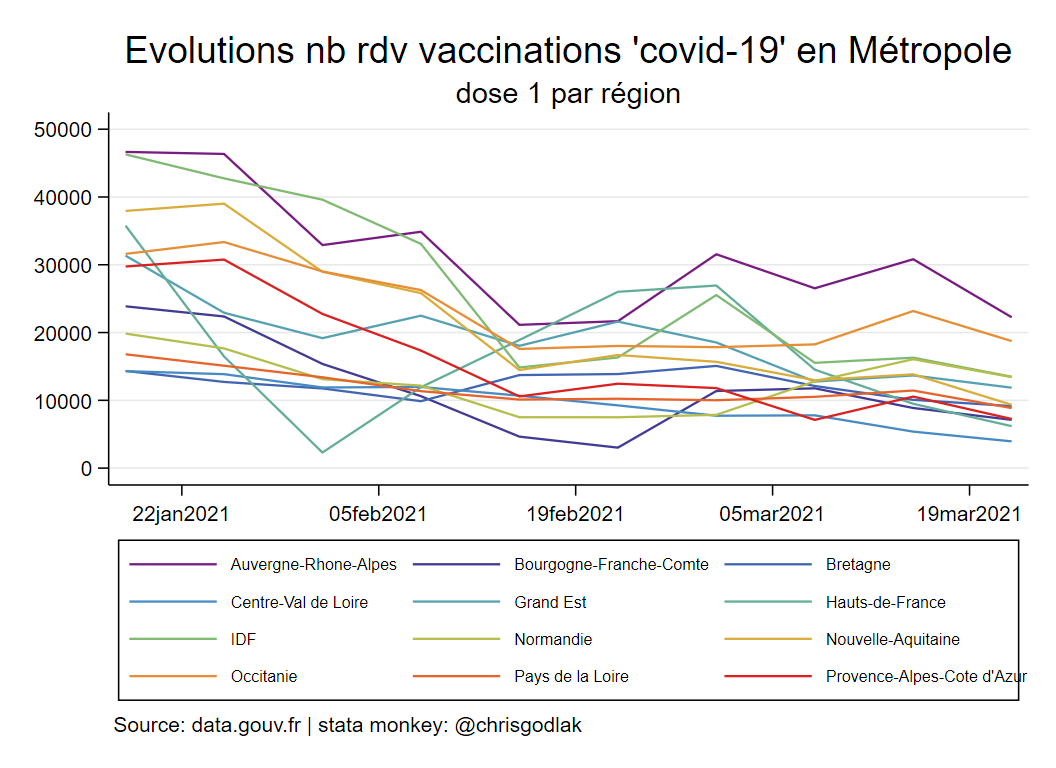 Evolutions nb rdv vaccinations 'covid-19' en Métropole
dose 1 par région
50000
40000
30000
20000
10000
0
22jan2021 05feb2021 19feb2021 05mar2021 19mar2021
Auvergne-Rhone-Alpes Bourgogne-Franche-Comte Bretagne
Centre-Val de Loire Grand Est Hauts-de-France
IDF Normandie Nouvelle-Aquitaine
Occitanie Pays de la Loire Provence-Alpes-Cote d'Azur
Source: data.gouv.fr | stata monkey: @chrisgodlak